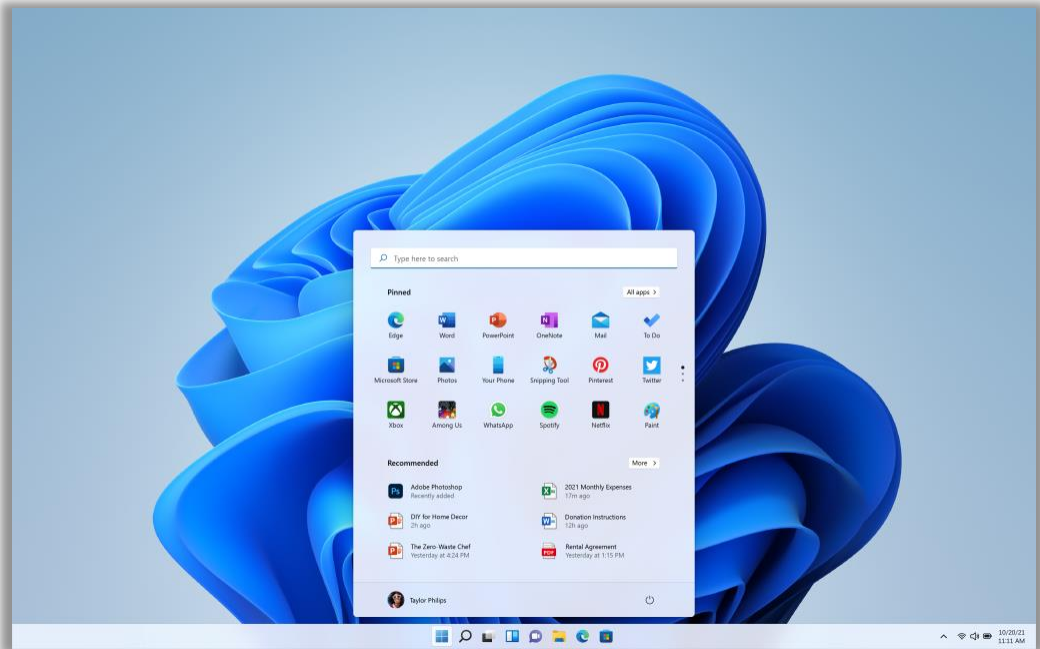 Type here to search
Pinned
All apps >
Edge
Word
PowerPoint
OneNote
Mail
To Do
Microsoft Store
Photos
Your Phone
Snipping Tool
Pinterest
Twitter
Xbox
Among Us
WhatsApp
Spotify
Netflix
Paint
Recommended
More >
Ps
Adobe Photoshop
Recently added
2021 Monthly Expenses
17m ago
DIY for Home Decor
2h ago
Donation Instructions
12h ago
The Zero-Waste Chef
Yesterday at 4:24 PM
PDF
Rental Agreement
Yesterday at 1:15 PM
Taylor Philips
10/20/21
11:11 AM